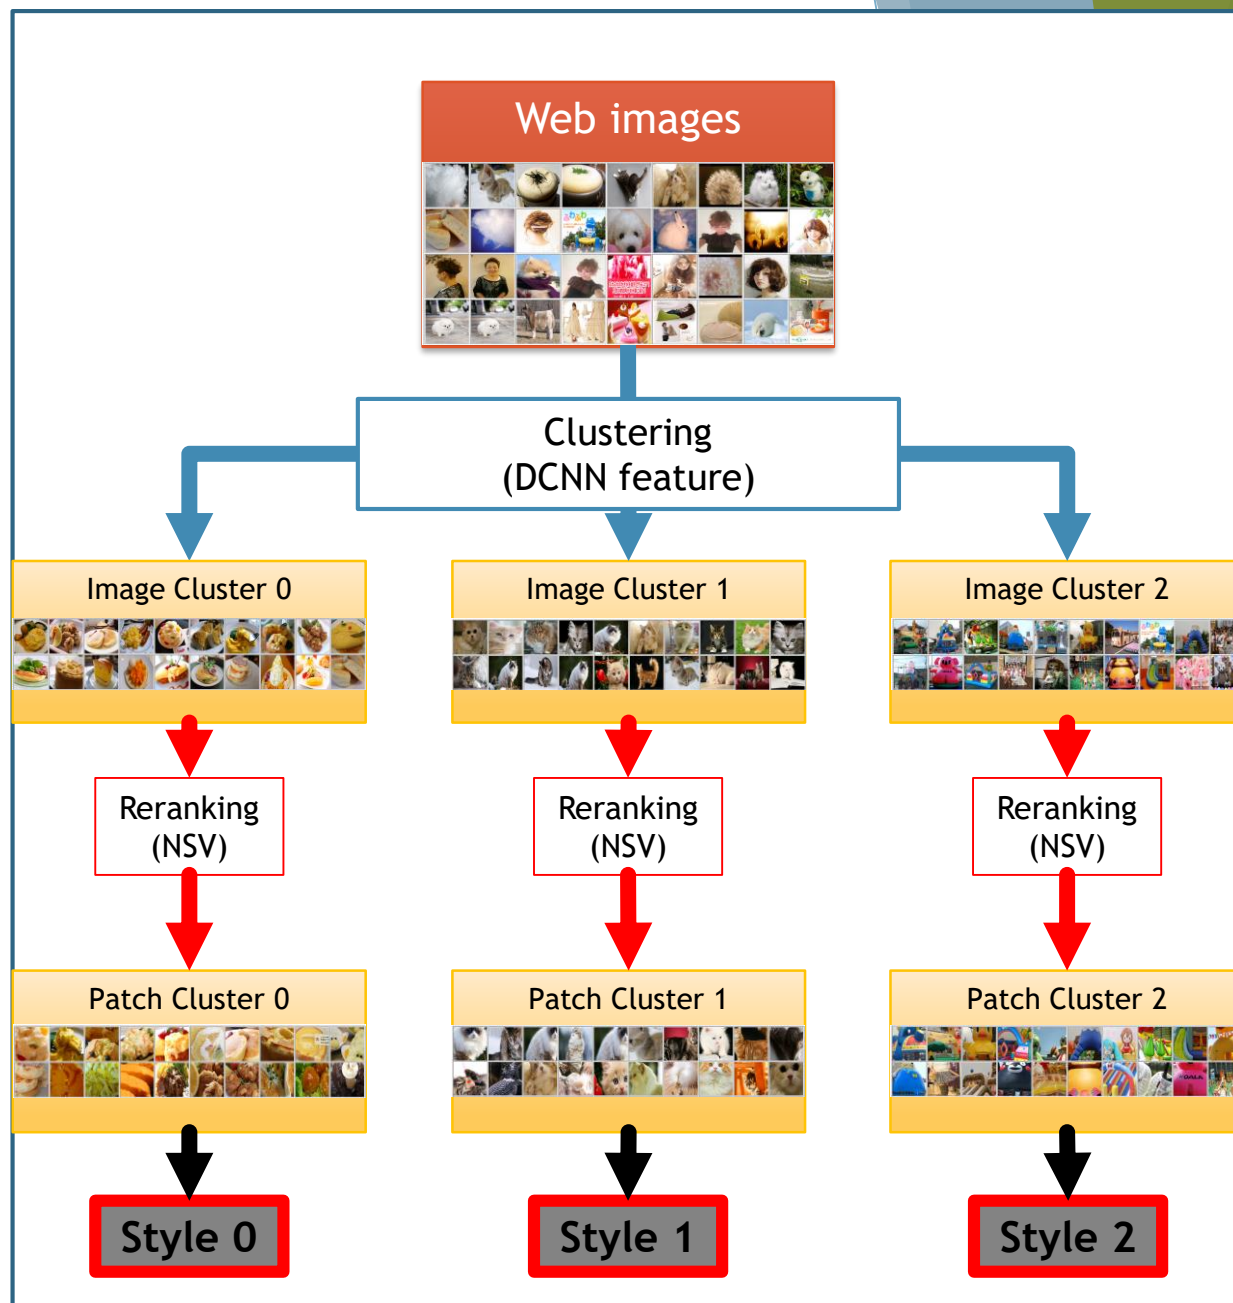 Web images
Clustering
(DCNN feature)
Image Cluster 0
Image Cluster 1
Image Cluster 2
Reranking
(NSV)
Reranking
(NSV)
Reranking
(NSV)
Patch Cluster 0
Patch Cluster 1
Patch Cluster 2
Style 0
Style 1
Style 2